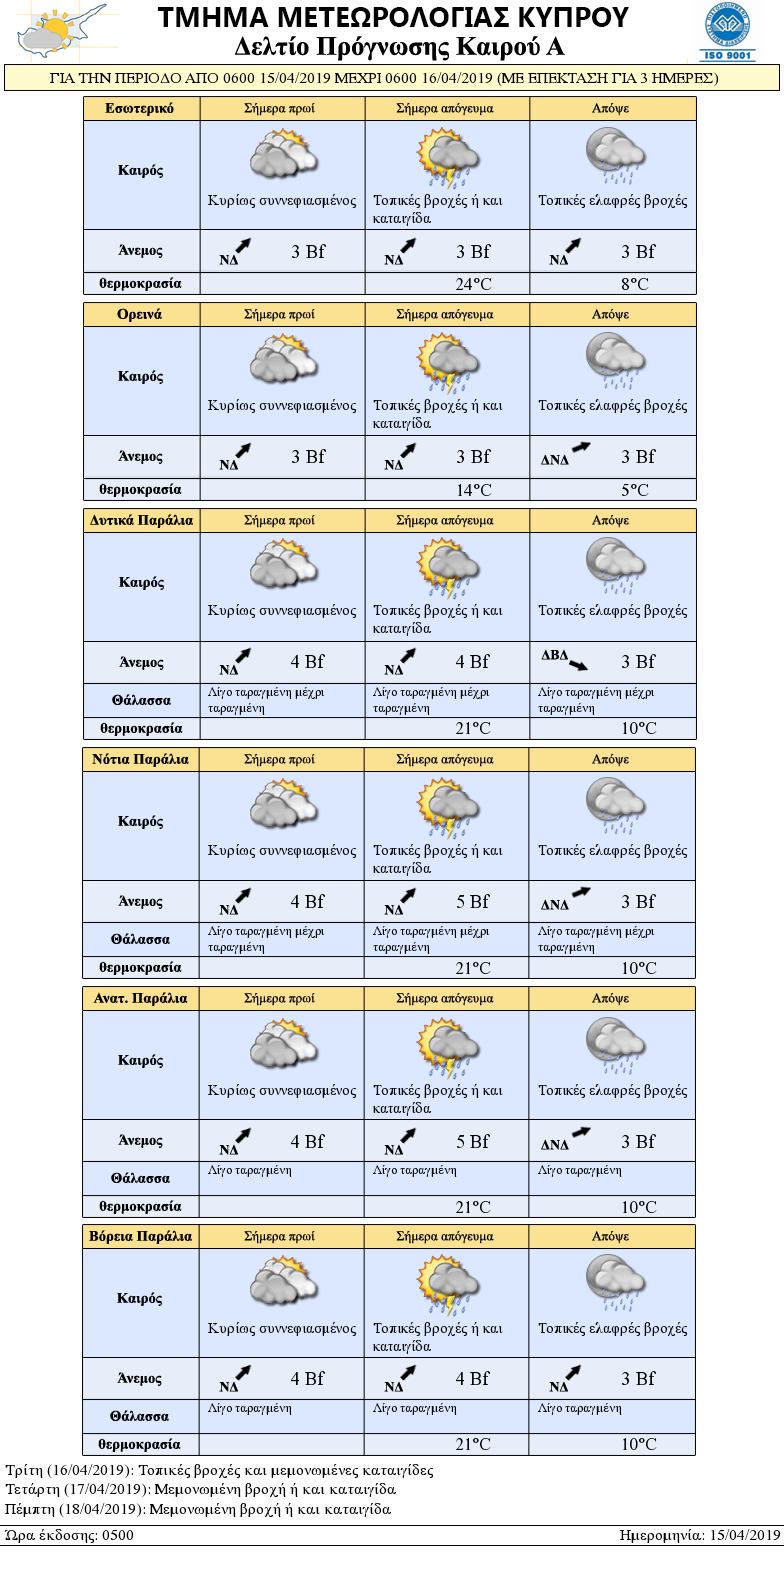 ΤΜΗΜΑ ΜΕΤΕΩΡΟΛΟΓΙΑΣ ΚΥΠΡΟΥ
Δελτίο Πρόγνωσης Καιρού Α
ISO 9001
ΓΙΑ ΤΗΝ ΠΕΡΙΟΔΟ ΑΠΟ 0600 15/04/2019 ΜΕΧΡΙ 0600 16/04/2019 (ΜΕ ΕΠΕΚΤΑΣΗ ΓΙΑ 3 ΗΜΕΡΕΣ)
Εσωτερικό Σήμερα πρωί Σήμερα απόγευμα Απόψε
Καιρός
Κυρίως συννεφιασμένος Τοπικές βροχές ή και Τοπικές ελαφρές βροχές
καταιγίδα
Άνεμος ΝΔ 3 Bf ΝΔ 3 Bf ΝΔ 3 Bf
θερμοκρασία 24°C 8°C
Ορεινά Σήμερα πρωί Σήμερα απόγευμα Απόψε
Καιρός
Κυρίως συννεφιασμένος Τοπικές βροχές ή και Τοπικές ελαφρές βροχές
καταιγίδα
Άνεμος ΝΔ 3 Bf ΝΔ 3 Bf ΔΝΔ 3 Bf
θερμοκρασία 14°C 5°C
Δυτικά Παράλια Σήμερα πρωί Σήμερα απόγευμα Απόψε
Καιρός
Κυρίως συννεφιασμένος Τοπικές βροχές ή και Τοπικές ελαφρές βροχές
καταιγίδα
Άνεμος ΝΔ 4 Bf ΝΔ 4 Bf ΔΒΔ 3 Bf
Θάλασσα Λίγο ταραγμένη μέχρι Λίγο ταραγμένη μέχρι Λίγο ταραγμένη μέχρι
ταραγμένη ταραγμένη ταραγμένη
θερμοκρασία 21°C 10°C
Νότια Παράλια Σήμερα πρωί Σήμερα απόγευμα Απόψε
Καιρός
Κυρίως συννεφιασμένος Τοπικές βροχές ή και Τοπικές ελαφρές βροχές
καταιγίδα
Άνεμος ΝΔ 4 Bf ΝΔ 5 Bf ΔΝΔ 3 Bf
Θάλασσα Λίγο ταραγμένη μέχρι Λίγο ταραγμένη μέχρι Λίγο ταραγμένη μέχρι
ταραγμένη ταραγμένη ταραγμένη
θερμοκρασία 21°C 10°C
Ανατ. Παράλια Σήμερα πρωί Σήμερα απόγευμα Απόψε
Καιρός
Κυρίως συννεφιασμένος Τοπικές βροχές ή και Τοπικές ελαφρές βροχές
καταιγίδα
Άνεμος ΝΔ 4 Bf ΝΔ 5 Bf ΔΝΔ 3 Bf
Θάλασσα Λίγο ταραγμένη Λίγο ταραγμένη Λίγο ταραγμένη
θερμοκρασία 21°C 10°C
Βόρεια Παράλια Σήμερα πρωί Σήμερα απόγευμα Απόψε
Καιρός
Κυρίως συννεφιασμένος Τοπικές βροχές ή και Τοπικές ελαφρές βροχές
καταιγίδα
Άνεμος ΝΔ 4 Bf ΝΔ 4 Bf ΝΔ 3 Bf
Θάλασσα Λίγο ταραγμένη Λίγο ταραγμένη Λίγο ταραγμένη
θερμοκρασία 21°C 10°C
Τρίτη (16/04/2019): Τοπικές βροχές και μεμονωμένες καταιγίδες
Τετάρτη (17/04/2019): Μεμονωμένη βροχή ή και καταιγίδα
Πέμπτη (18/04/2019): Μεμονωμένη βροχή ή και καταιγίδα
Ώρα έκδοσης: 0500 Ημερομηνία: 15/04/2019